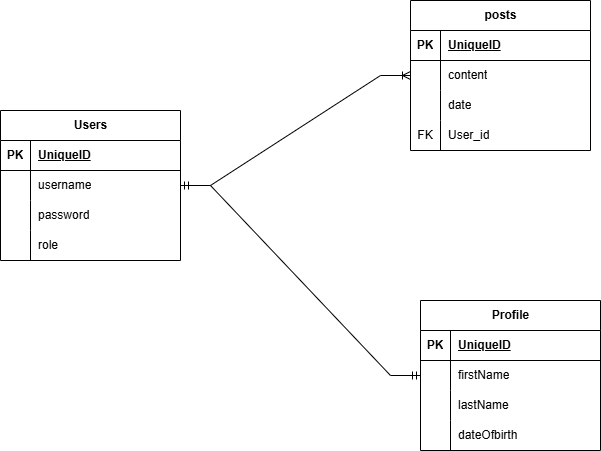 posts
PK UniqueID
content
date
FK User_id
Users
PK UniqueID
username
password
role
Profile
PK UniqueID
firstName
lastName
dateOfbirth